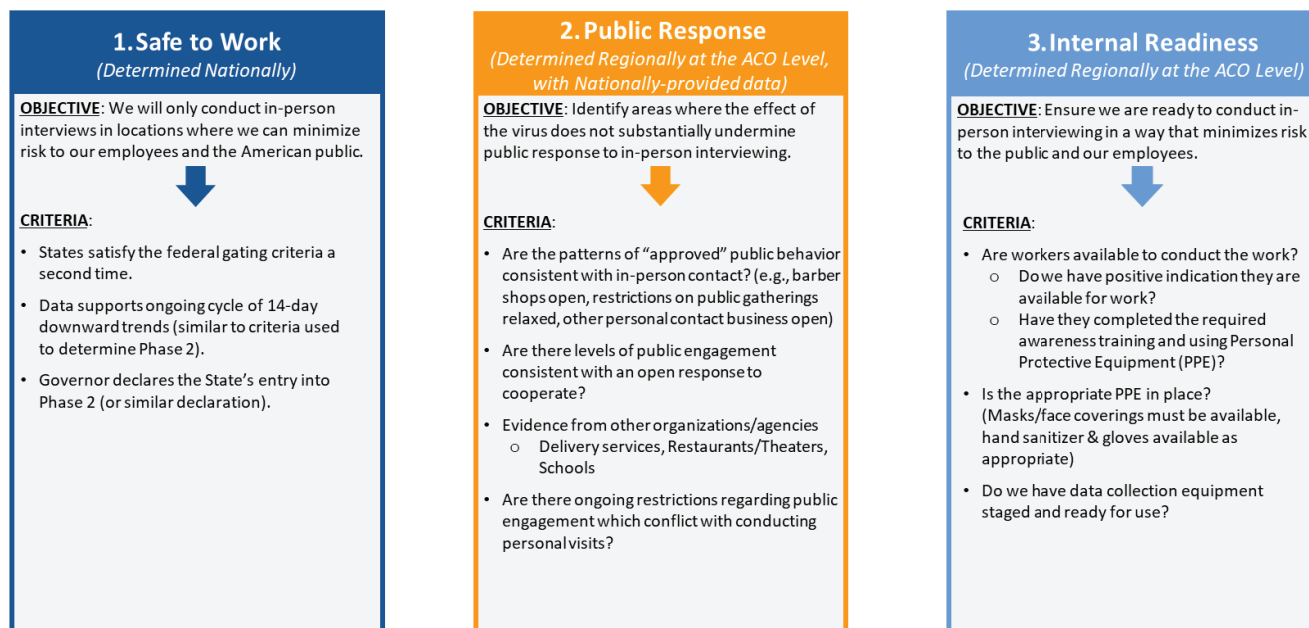 1. Safe to Work
(Determined Nationally)
OBJECTIVE: We will only conduct in-person
interviews in locations where we can minimize
risk to our employees and the American public.
CRITERIA:
• States satisfy the federal gating criteria a
second time.
• Data supports ongoing cycle of 14-day
downward trends (similar to criteria used
to determine Phase 2).
• Governor declares the State's entry into
Phase 2 (or similar declaration).
2. Public Response
(Determined Regionally at the ACO Level,
with Nationally-provided data)
OBJECTIVE: Identify areas where the effect of
the virus does not substantially undermine
public response to in-person interviewing.
CRITERIA:
• Are the patterns of “approved” public behavior
consistent with in-person contact? (e.g., barber
shops open, restrictions on public gatherings
relaxed, other personal contact business open)
• Are there levels of public engagement
consistent with an open response to
cooperate?
• Evidence from other organizations/agencies
o Delivery services, Restaurants/Theaters,
Schools
• Are there ongoing restrictions regarding public
engagement which conflict with conducting
personal visits?
3. Internal Readiness
(Determined Regionally at the ACO Level)
OBJECTIVE: Ensure we are ready to conduct in-
person interviewing in a way that minimizes risk
to the public and our employees.
CRITERIA:
• Are workers available to conduct the work?
o Do we have positive indication they are
available for work?
o Have they completed the required
awareness training and using Personal
Protective Equipment (PPE)?
• Is the appropriate PPE in place?
(Masks/face coverings must be available,
hand sanitizer & gloves available as
appropriate)
• Do we have data collection equipment
staged and ready for use?